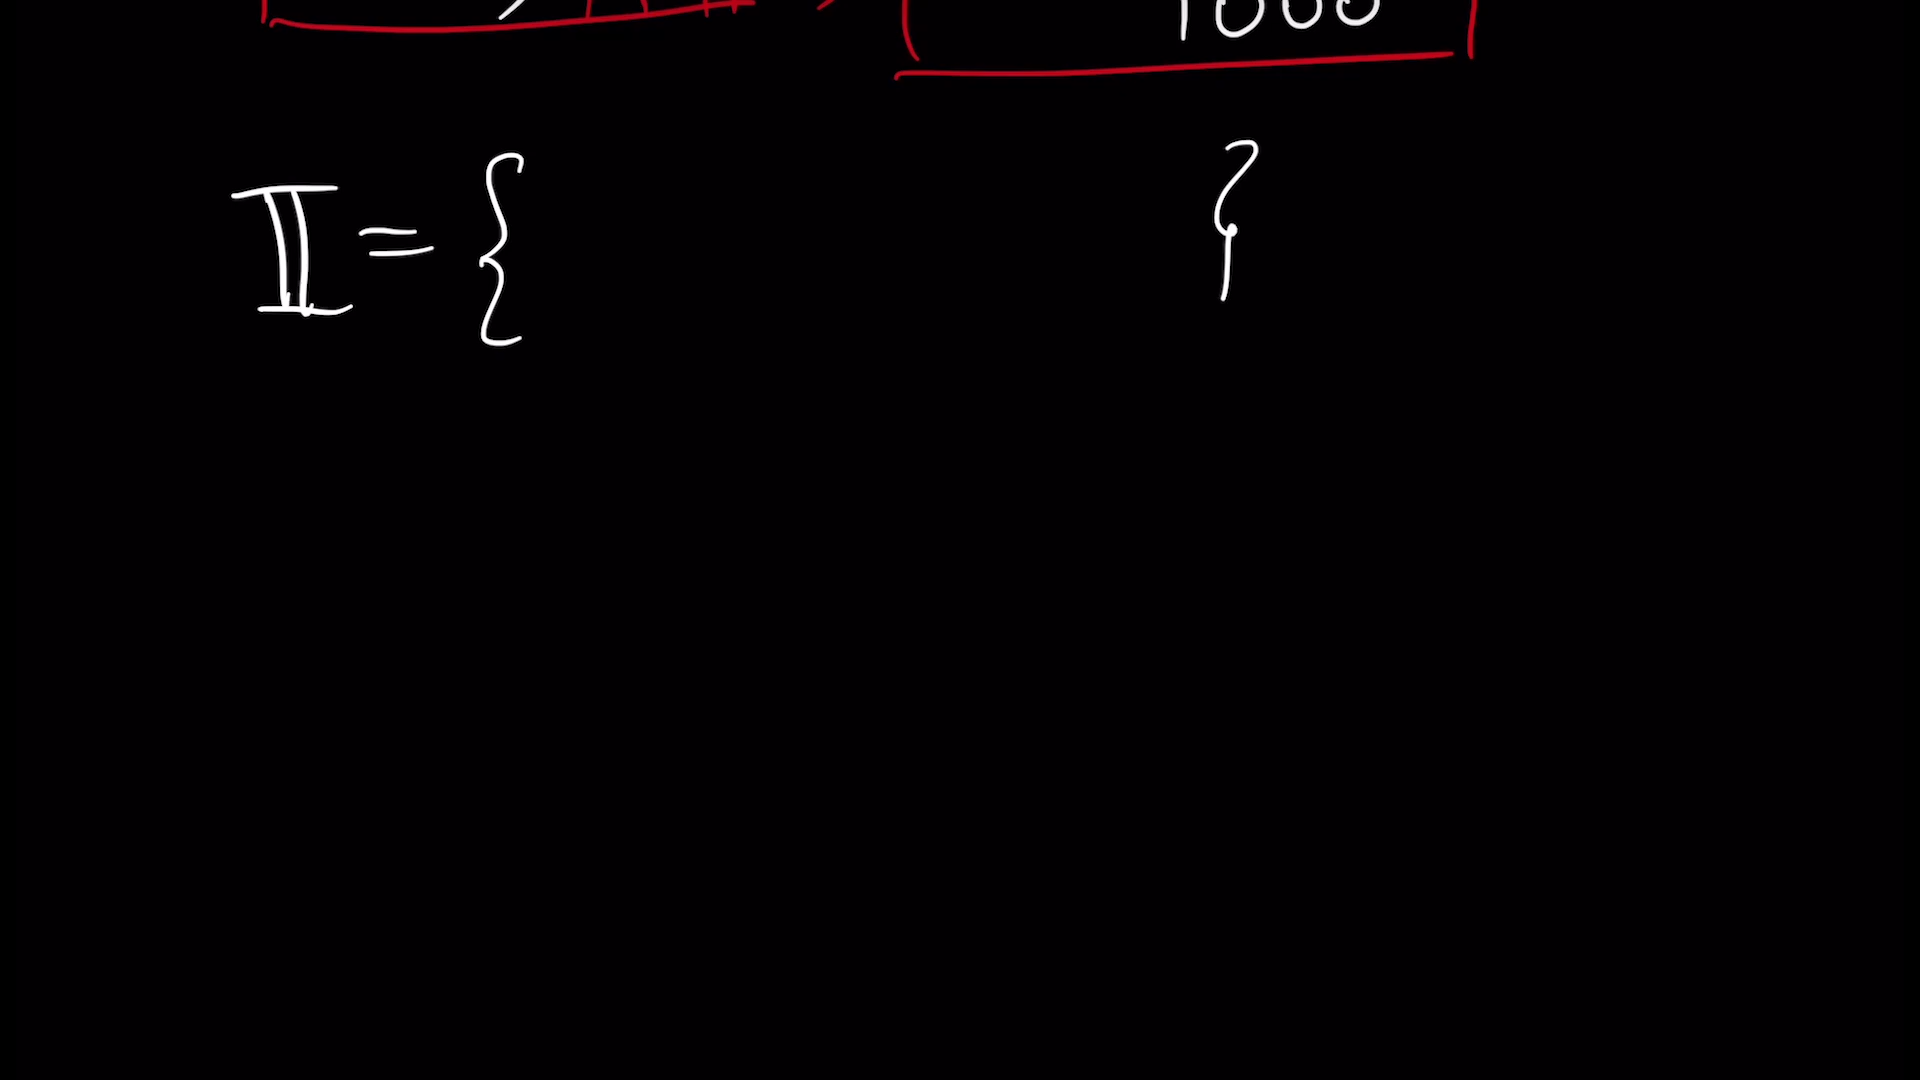 1000
𝕀 = {